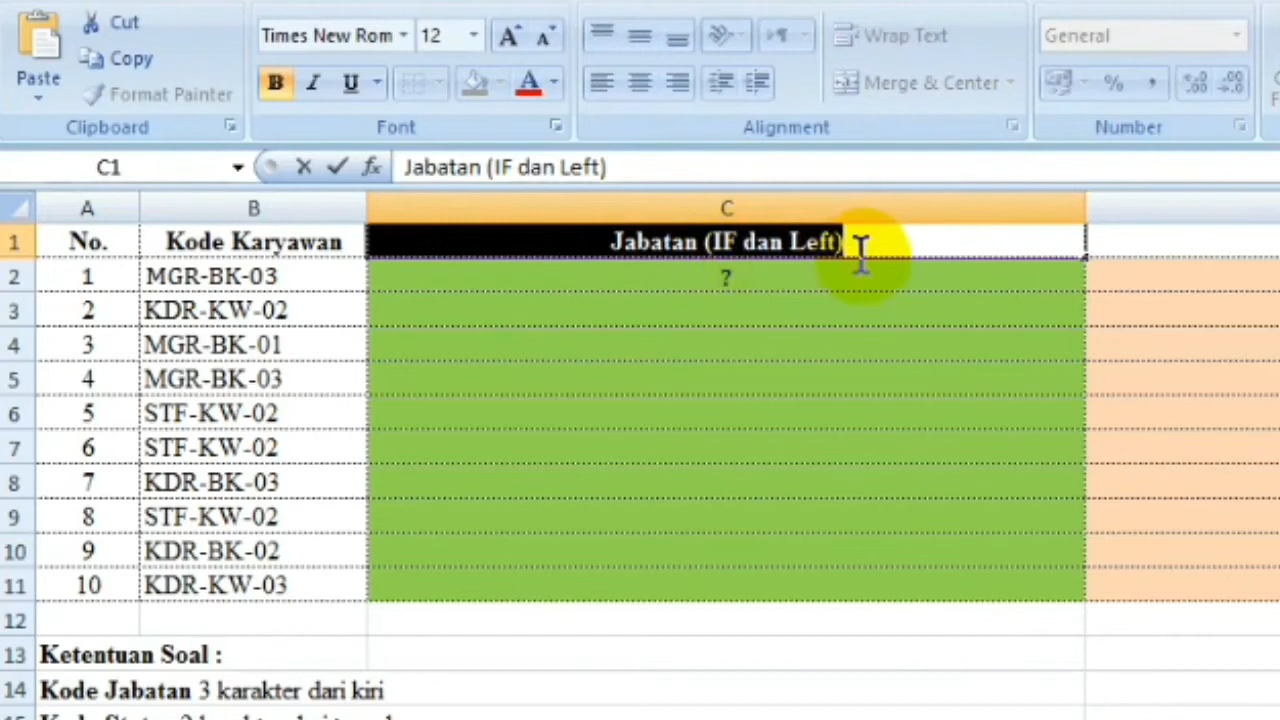 Cut
Copy
Paste
Format Painter
Clipboard
Times New Rom 12
B I U
Font
Wrap Text
Merge & Center
Alignment
General
%
Number
C1 fx Jabatan (IF dan Left)
A B C
1 No. Kode Karyawan Jabatan (IF dan Left)
2 1 MGR-BK-03 ?
3 2 KDR-KW-02
4 3 MGR-BK-01
5 4 MGR-BK-03
6 5 STF-KW-02
7 6 STF-KW-02
8 7 KDR-BK-03
9 8 STF-KW-02
10 9 KDR-BK-02
11 10 KDR-KW-03
12
13 Ketentuan Soal :
14 Kode Jabatan 3 karakter dari kiri